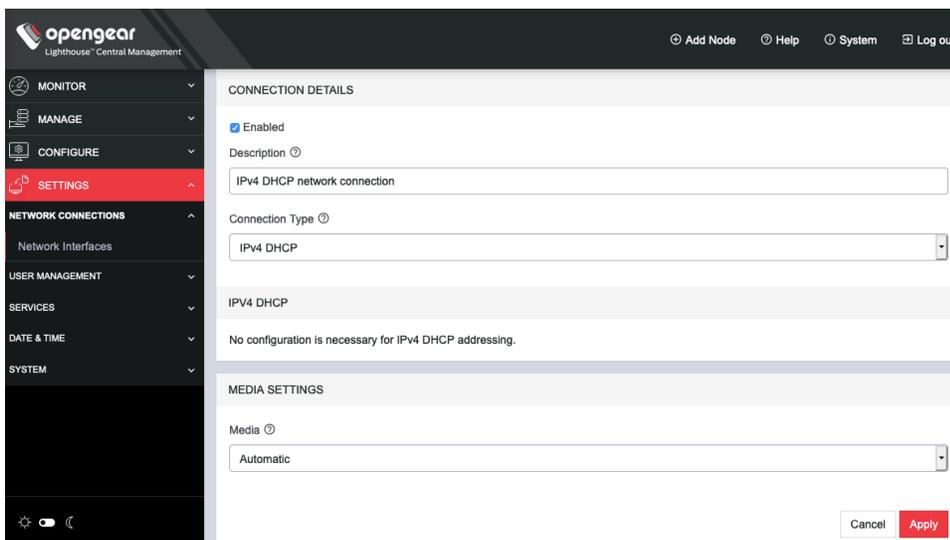 opengear
Lighthouse™ Central Management
Add Node Help System Log ou
MONITOR
MANAGE
CONFIGURE
SETTINGS
NETWORK CONNECTIONS
Network Interfaces
USER MANAGEMENT
SERVICES
DATE & TIME
SYSTEM
CONNECTION DETAILS
Enabled
Description
IPv4 DHCP network connection
Connection Type
IPv4 DHCP
IPV4 DHCP
No configuration is necessary for IPv4 DHCP addressing.
MEDIA SETTINGS
Media
Automatic
Cancel Apply